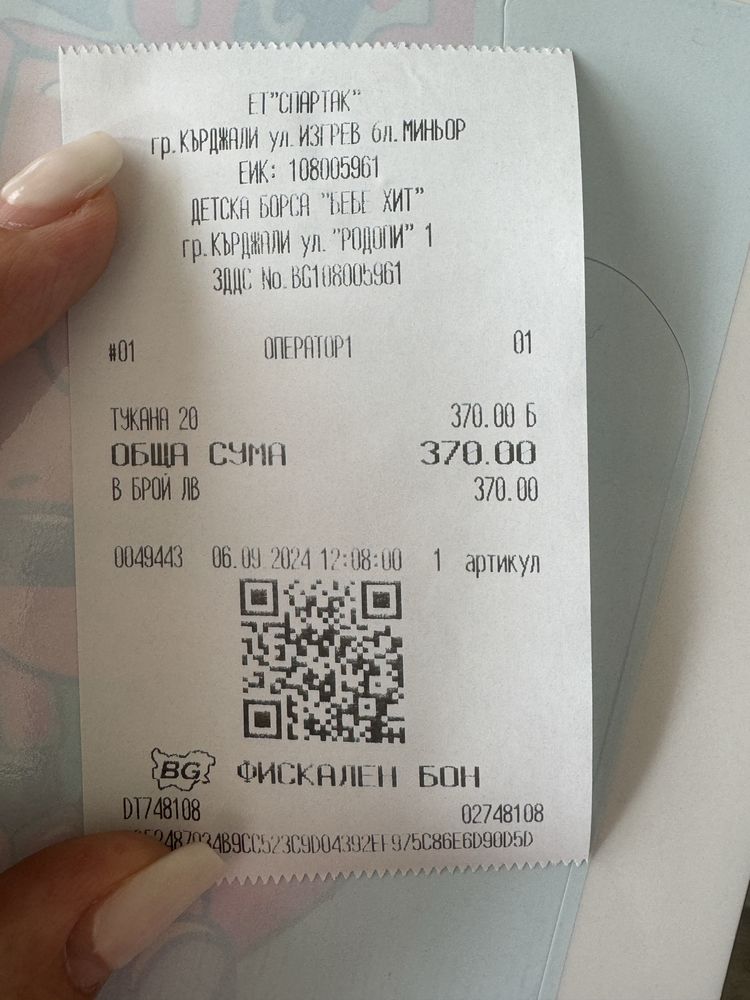 ЕТ"СПАРТАК"
гр.КЪРДЖАЛИ ул.ИЗГРЕВ бл.МИНЬОР
ЕИК: 108005961
ДЕТСКА БОРСА "БЕБЕ ХИТ"
гр.КЪРДЖАЛИ ул."РОДОПИ" 1
ЗДДС No.BG108005961
#01 ОПЕРАТОР1 01
ТУКАНА 20 370.00 Б
ОБЩА СУМА 370.00
В БРОЙ ЛВ 370.00
0049443 06.09.2024 12:08:00 1 артикул
BG ФИСКАЛЕН БОН
DT748108 02748108